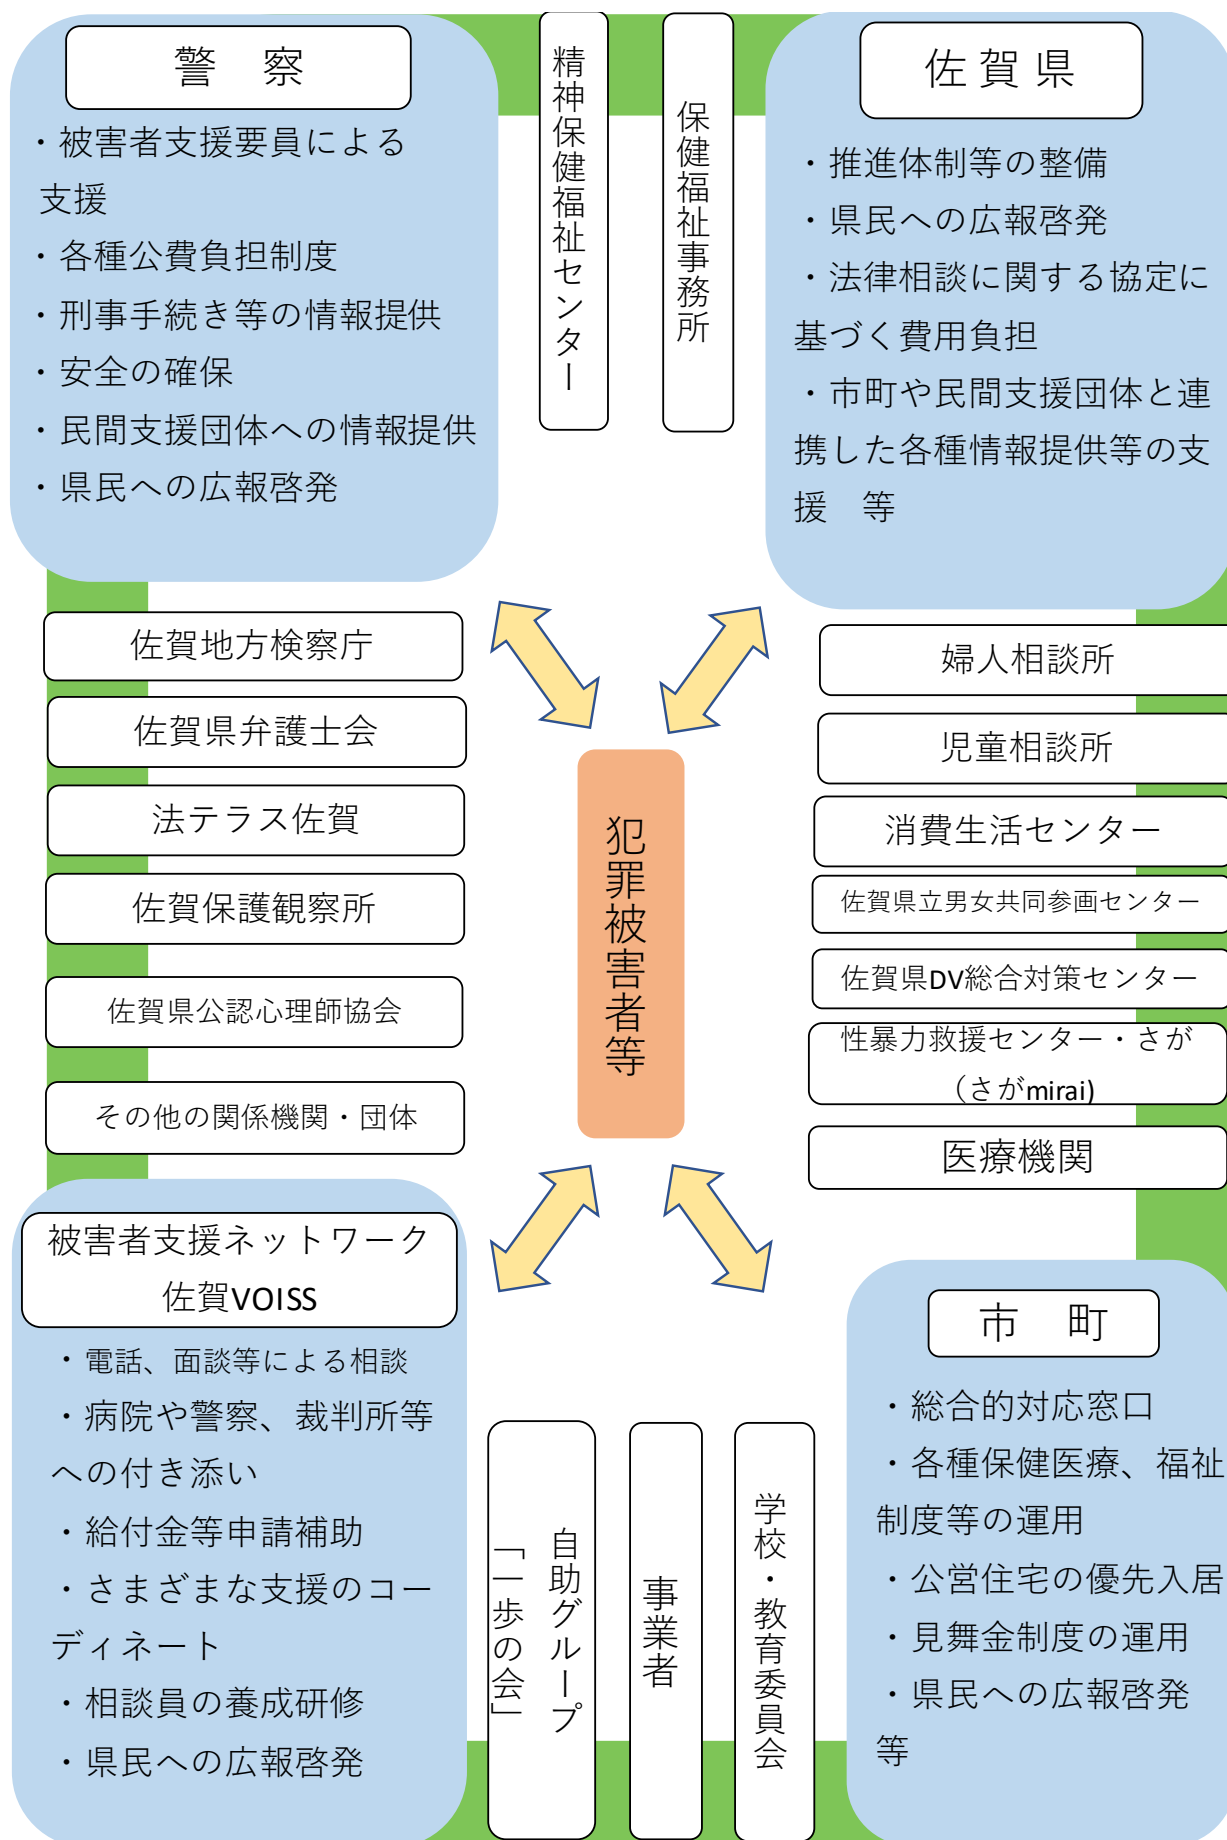 警　察
・被害者支援要員による
支援
・各種公費負担制度
・刑事手続き等の情報提供
・安全の確保
・民間支援団体への情報提供
・県民への広報啓発
精神保健福祉センター
保健福祉事務所
佐賀県
・推進体制等の整備
・県民への広報啓発
・法律相談に関する協定に
基づく費用負担
・市町や民間支援団体と連
携した各種情報提供等の支
援　等
佐賀地方検察庁
佐賀県弁護士会
法テラス佐賀
佐賀保護観察所
佐賀県公認心理師協会
その他の関係機関・団体
犯罪被害者等
婦人相談所
児童相談所
消費生活センター
佐賀県立男女共同参画センター
佐賀県DV総合対策センター
性暴力救援センター・さが
（さがmirai)
医療機関
被害者支援ネットワーク
佐賀VOISS
・電話、面談等による相談
・病院や警察、裁判所等
への付き添い
・給付金等申請補助
・さまざまな支援のコー
ディネート
・相談員の養成研修
・県民への広報啓発
自助グループ
「一歩の会」
事業者
学校・教育委員会
市　町
・総合的対応窓口
・各種保健医療、福祉
制度等の運用
・公営住宅の優先入居
・見舞金制度の運用
・県民への広報啓発
等